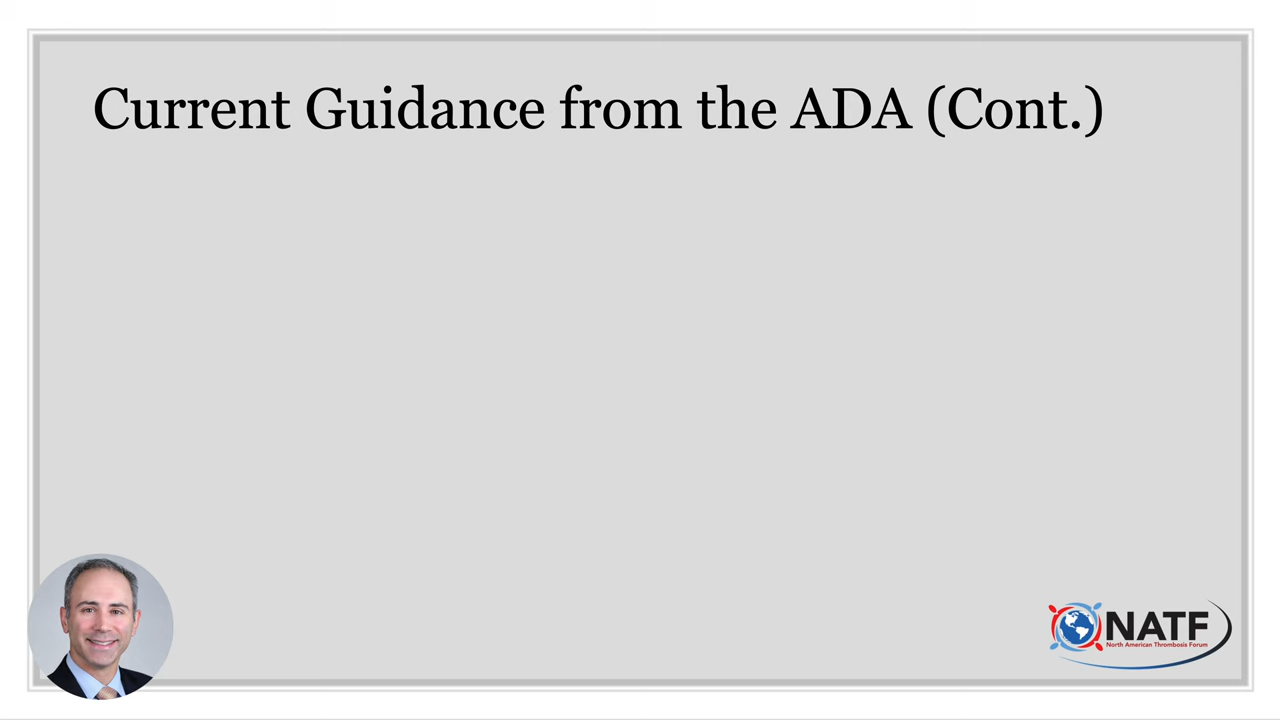 Current Guidance from the ADA (Cont.)
NATF
North American Thrombosis Forum